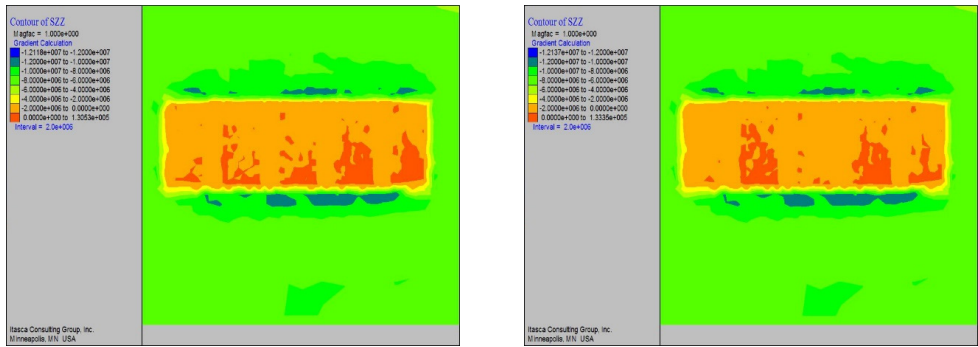 Contour of SZZ
Magfac = 1.000e+000
Gradient Calculation
-1.2118e+007 to -1.2000e+007
-1.2000e+007 to -1.0000e+007
-1.0000e+007 to -8.0000e+006
-8.0000e+006 to -6.0000e+006
-6.0000e+006 to -4.0000e+006
-4.0000e+006 to -2.0000e+006
-2.0000e+006 to 0.0000e+000
0.0000e+000 to 1.3053e+005
Interval = 2.0e+006
Itasca Consulting Group, Inc.
Minneapolis, MN USA
Contour of SZZ
Magfac = 1.000e+000
Gradient Calculation
-1.2137e+007 to -1.2000e+007
-1.2000e+007 to -1.0000e+007
-1.0000e+007 to -8.0000e+006
-8.0000e+006 to -6.0000e+006
-6.0000e+006 to -4.0000e+006
-4.0000e+006 to -2.0000e+006
-2.0000e+006 to 0.0000e+000
0.0000e+000 to 1.3335e+005
Interval = 2.0e+006
Itasca Consulting Group, Inc.
Minneapolis, MN USA